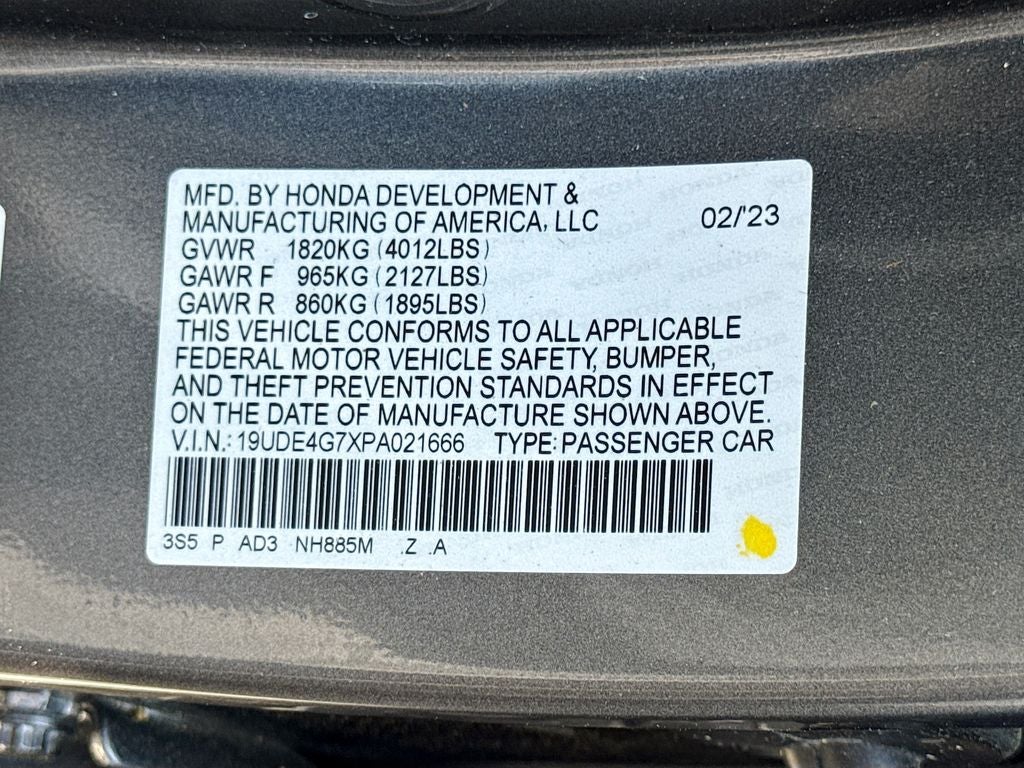 MFD. BY HONDA DEVELOPMENT &
MANUFACTURING OF AMERICA, LLC 02/'23
GVWR 1820KG (4012LBS)
GAWR F 965KG (2127LBS)
GAWR R 860KG (1895LBS)
THIS VEHICLE CONFORMS TO ALL APPLICABLE
FEDERAL MOTOR VEHICLE SAFETY, BUMPER,
AND THEFT PREVENTION STANDARDS IN EFFECT
ON THE DATE OF MANUFACTURE SHOWN ABOVE.
V.I.N.: 19UDE4G7XPA021666 TYPE: PASSENGER CAR
3S5 P AD3 NH885M .Z .A